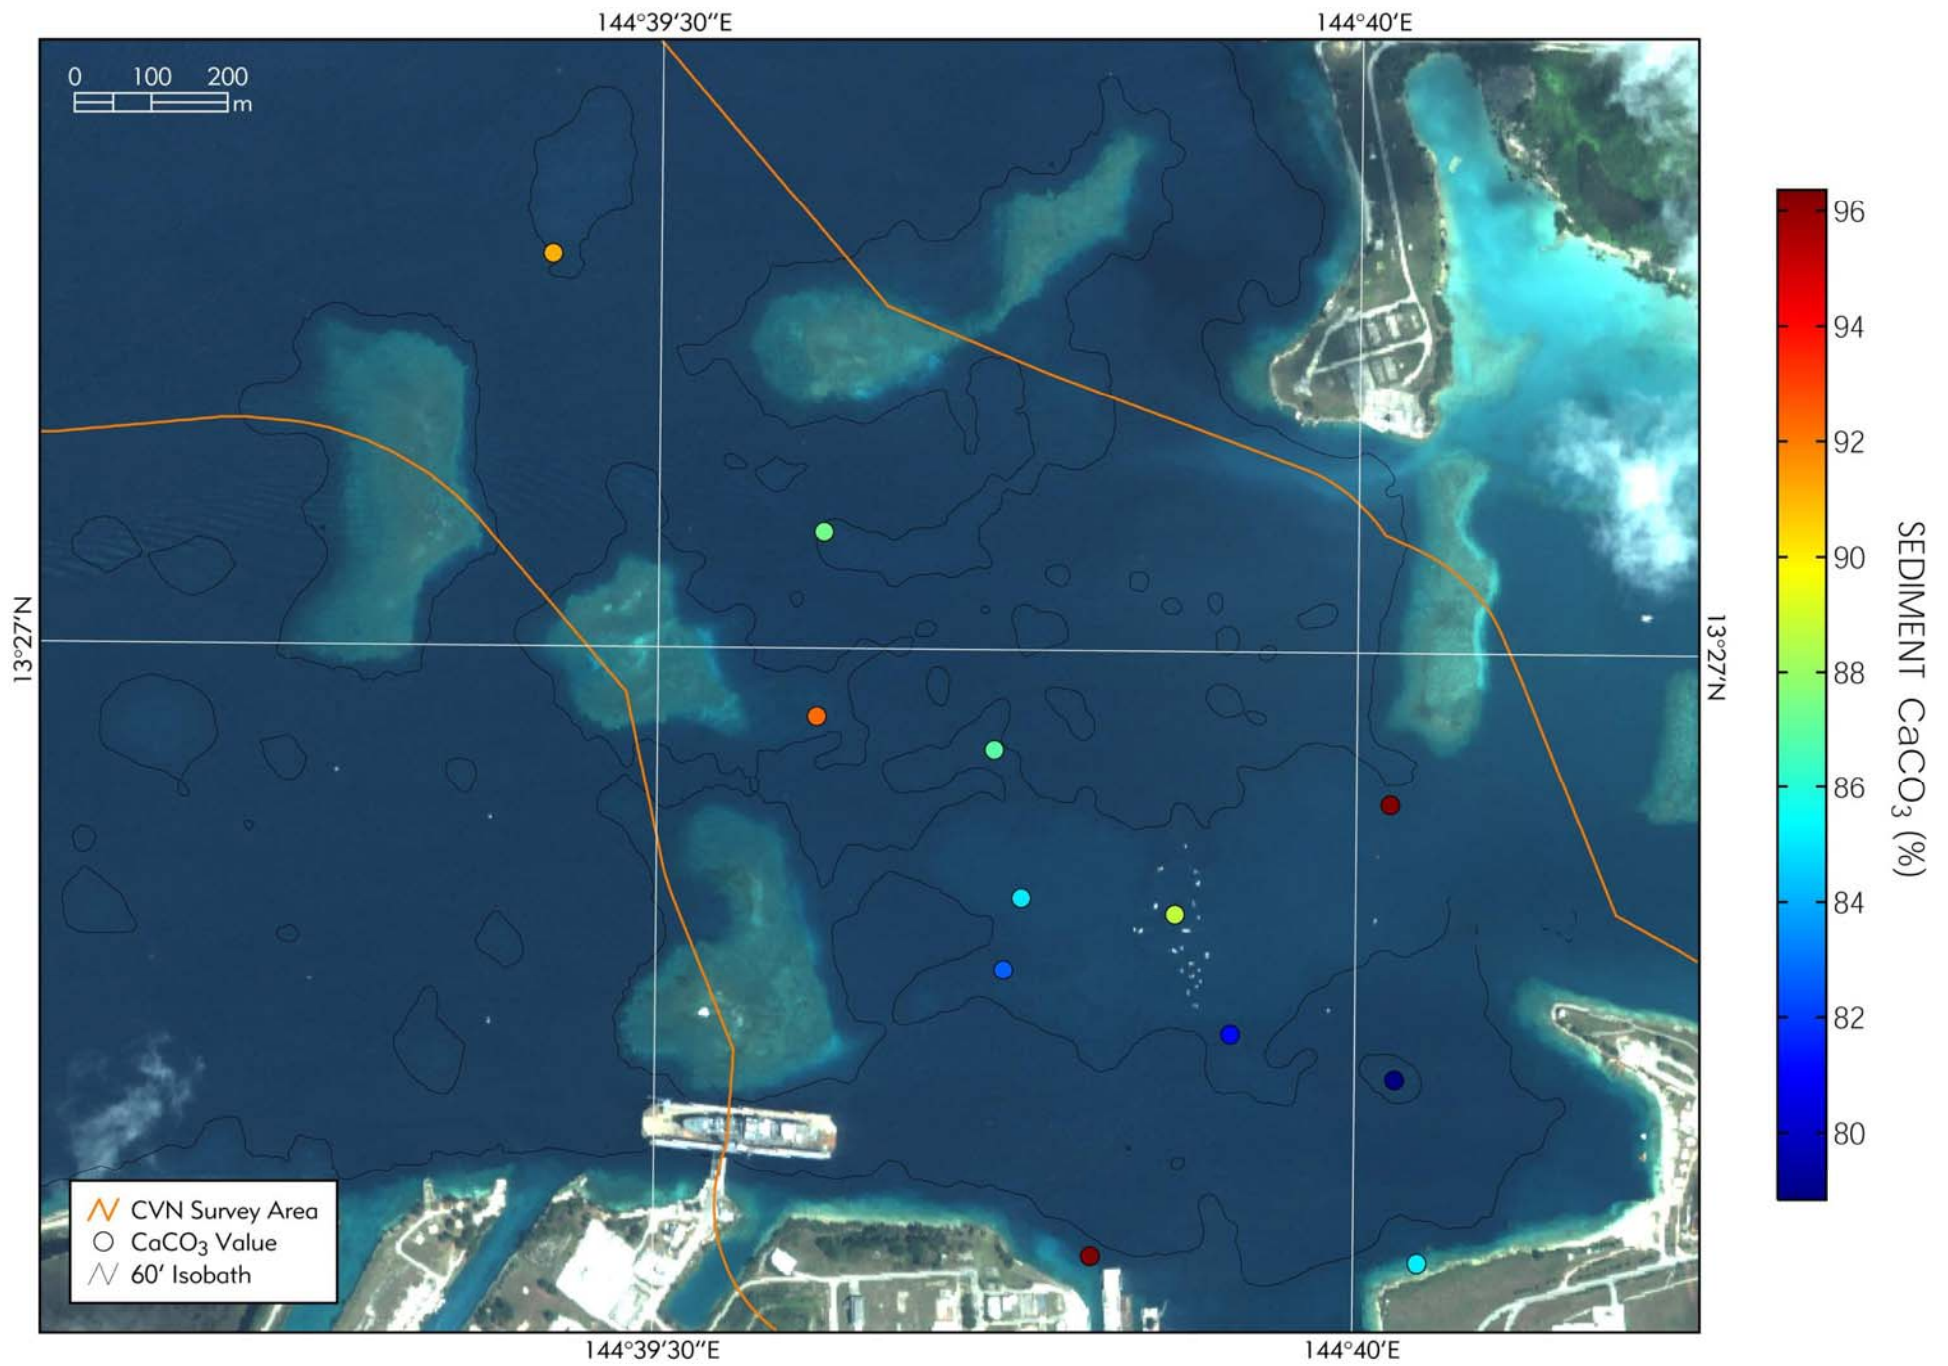 144°39'30"E 144°40'E
0 100 200
m
96
94
92
90
88
86
84
82
80
SEDIMENT CaCO3 (%)
13°27'N
13°27'N
CVN Survey Area
CaCO3 Value
60' Isobath
144°39'30"E 144°40'E